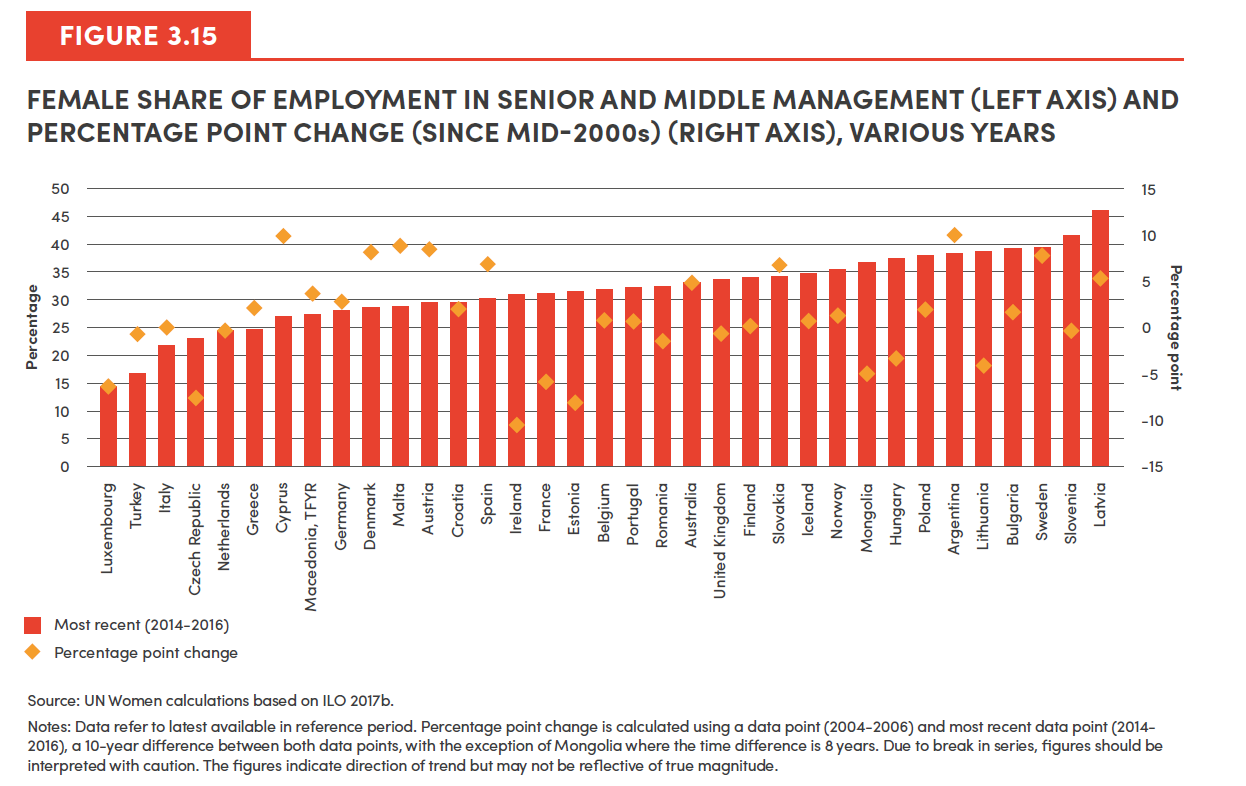 FIGURE 3.15
FEMALE SHARE OF EMPLOYMENT IN SENIOR AND MIDDLE MANAGEMENT (LEFT AXIS) AND
PERCENTAGE POINT CHANGE (SINCE MID-2000s) (RIGHT AXIS), VARIOUS YEARS
Percentage
50
45
40
35
30
25
20
15
10
5
0
15
10
5
0
-5
-10
-15
Percentage point
Luxembourg
Turkey
Italy
Czech Republic
Netherlands
Greece
Cyprus
Macedonia, TFYR
Germany
Denmark
Malta
Austria
Croatia
Spain
Ireland
France
Estonia
Belgium
Portugal
Romania
Australia
United Kingdom
Finland
Slovakia
Iceland
Norway
Mongolia
Hungary
Poland
Argentina
Lithuania
Bulgaria
Sweden
Slovenia
Latvia
Most recent (2014-2016)
Percentage point change
Source: UN Women calculations based on ILO 2017b.
Notes: Data refer to latest available in reference period. Percentage point change is calculated using a data point (2004-2006) and most recent data point (2014-
2016), a 10-year difference between both data points, with the exception of Mongolia where the time difference is 8 years. Due to break in series, figures should be
interpreted with caution. The figures indicate direction of trend but may not be reflective of true magnitude.